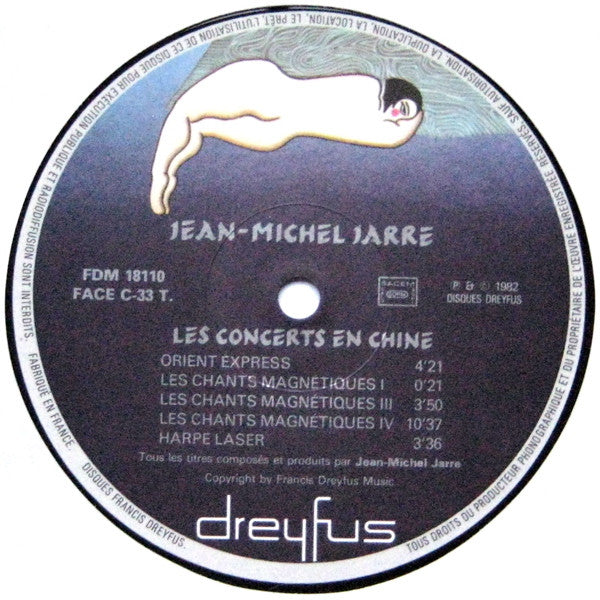 JEAN-MICHEL JARRE
FDM 18110
FACE C-33 T.
SACEM
℗ & © 1982
DISQUES DREYFUS
LES CONCERTS EN CHINE
ORIENT EXPRESS 4'21
LES CHANTS MAGNÉTIQUES I 0'21
LES CHANTS MAGNÉTIQUES III 3'50
LES CHANTS MAGNÉTIQUES IV 10'37
HARPE LASER 3'36
Tous les titres composés et produits par Jean-Michel Jarre
Copyright by Francis Dreyfus Music
dreyfus
TOUS DROITS DU PRODUCTEUR PHONOGRAPHIQUE ET DU PROPRIÉTAIRE DE L'ŒUVRE ENREGISTRÉE RÉSERVÉS. SAUF AUTORISATION, LA DUPLICATION, LA LOCATION, LE PRÊT, L'UTILISATION DE CE DISQUE POUR EXÉCUTION PUBLIQUE ET RADIODIFFUSION SONT INTERDITS. FABRIQUÉ EN FRANCE. DISQUES FRANCIS DREYFUS.